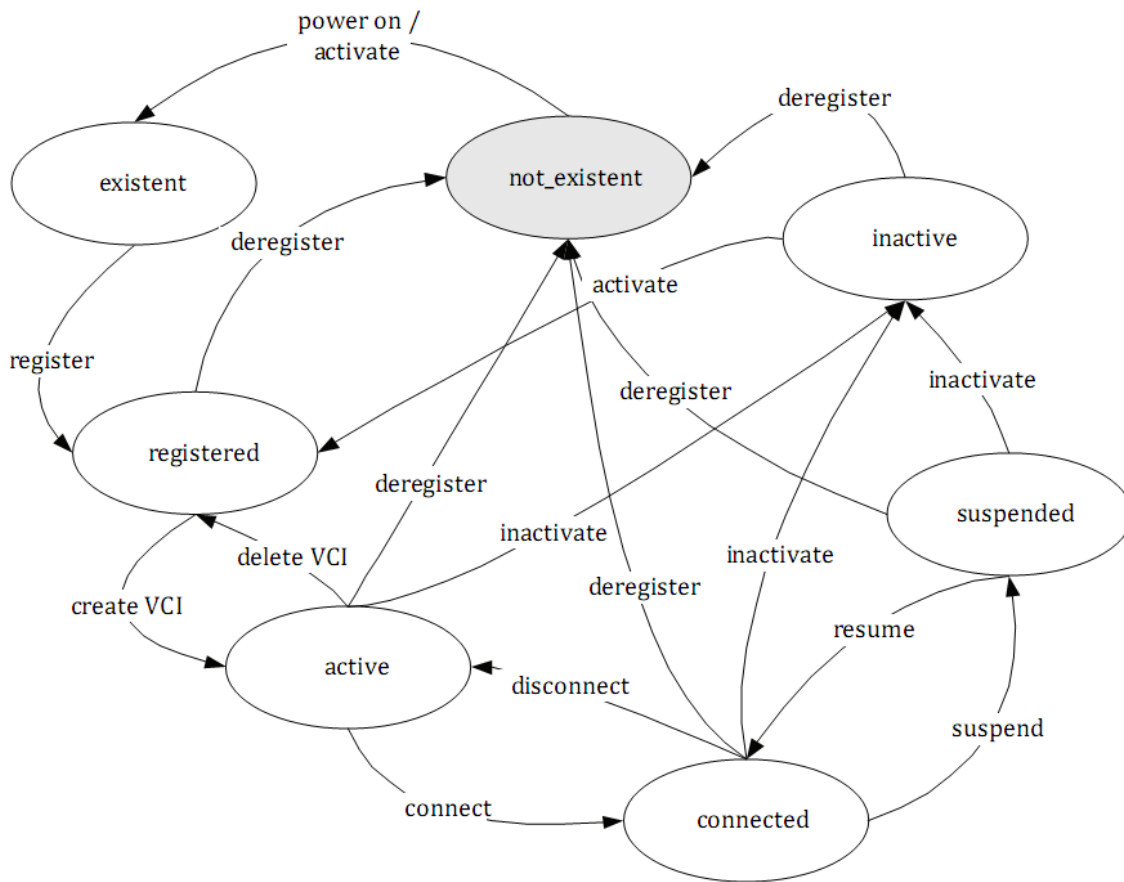 power on /
activate
deregister
existent
not_existent
inactive
deregister
activate
register
deregister
inactivate
registered
deregister
suspended
inactivate
inactivate
delete VCI
deregister
create VCI
resume
active
disconnect
suspend
connect
connected